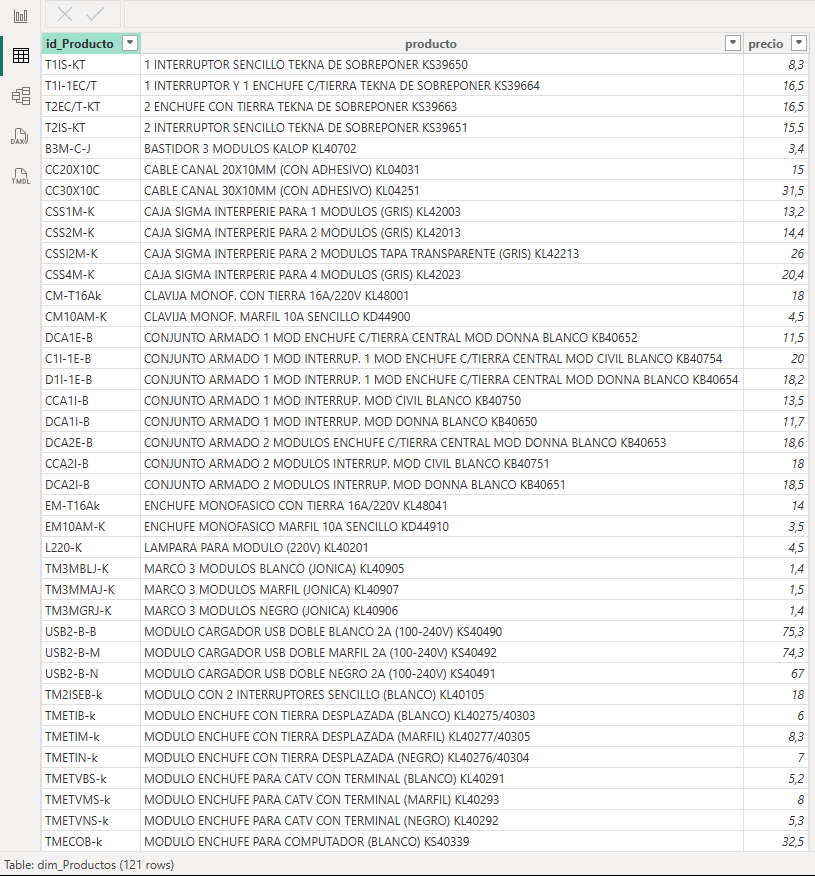 id_Producto producto precio
T1IS-KT 1 INTERRUPTOR SENCILLO TEKNA DE SOBREPONER KS39650 8,3
T1I-1EC/T 1 INTERRUPTOR Y 1 ENCHUFE C/TIERRA TEKNA DE SOBREPONER KS39664 16,5
T2EC/T-KT 2 ENCHUFE CON TIERRA TEKNA DE SOBREPONER KS39663 16,5
T2IS-KT 2 INTERRUPTOR SENCILLO TEKNA DE SOBREPONER KS39651 15,5
B3M-C-J BASTIDOR 3 MODULOS KALOP KL40702 3,4
CC20X10C CABLE CANAL 20X10MM (CON ADHESIVO) KL04031 15
CC30X10C CABLE CANAL 30X10MM (CON ADHESIVO) KL04251 31,5
CSS1M-K CAJA SIGMA INTERPERIE PARA 1 MODULOS (GRIS) KL42003 13,2
CSS2M-K CAJA SIGMA INTERPERIE PARA 2 MODULOS (GRIS) KL42013 14,4
CSSI2M-K CAJA SIGMA INTERPERIE PARA 2 MODULOS TAPA TRANSPARENTE (GRIS) KL42213 26
CSS4M-K CAJA SIGMA INTERPERIE PARA 4 MODULOS (GRIS) KL42023 20,4
CM-T16Ak CLAVIJA MONOF. CON TIERRA 16A/220V KL48001 18
CM10AM-K CLAVIJA MONOF. MARFIL 10A SENCILLO KD44900 4,5
DCA1E-B CONJUNTO ARMADO 1 MOD ENCHUFE C/TIERRA CENTRAL MOD DONNA BLANCO KB40652 11,5
C1I-1E-B CONJUNTO ARMADO 1 MOD INTERRUP. 1 MOD ENCHUFE C/TIERRA CENTRAL MOD CIVIL BLANCO KB40754 20
D1I-1E-B CONJUNTO ARMADO 1 MOD INTERRUP. 1 MOD ENCHUFE C/TIERRA CENTRAL MOD DONNA BLANCO KB40654 18,2
CCA1I-B CONJUNTO ARMADO 1 MOD INTERRUP. MOD CIVIL BLANCO KB40750 13,5
DCA1I-B CONJUNTO ARMADO 1 MOD INTERRUP. MOD DONNA BLANCO KB40650 11,7
DCA2E-B CONJUNTO ARMADO 2 MODULOS ENCHUFE C/TIERRA CENTRAL MOD DONNA BLANCO KB40653 18,6
CCA2I-B CONJUNTO ARMADO 2 MODULOS INTERRUP. MOD CIVIL BLANCO KB40751 18
DCA2I-B CONJUNTO ARMADO 2 MODULOS INTERRUP. MOD DONNA BLANCO KB40651 18,5
EM-T16Ak ENCHUFE MONOFASICO CON TIERRA 16A/220V KL48041 14
EM10AM-K ENCHUFE MONOFASICO MARFIL 10A SENCILLO KD44910 3,5
L220-K LAMPARA PARA MODULO (220V) KL40201 4,5
TM3MBLJ-K MARCO 3 MODULOS BLANCO (JONICA) KL40905 1,4
TM3MMAJ-K MARCO 3 MODULOS MARFIL (JONICA) KL40907 1,5
TM3MGRJ-K MARCO 3 MODULOS NEGRO (JONICA) KL40906 1,4
USB2-B-B MODULO CARGADOR USB DOBLE BLANCO 2A (100-240V) KS40490 75,3
USB2-B-M MODULO CARGADOR USB DOBLE MARFIL 2A (100-240V) KS40492 74,3
USB2-B-N MODULO CARGADOR USB DOBLE NEGRO 2A (100-240V) KS40491 67
TM2ISEB-k MODULO CON 2 INTERRUPTORES SENCILLO (BLANCO) KL40105 18
TMETIB-k MODULO ENCHUFE CON TIERRA DESPLAZADA (BLANCO) KL40275/40303 6
TMETIM-k MODULO ENCHUFE CON TIERRA DESPLAZADA (MARFIL) KL40277/40305 8,3
TMETIN-k MODULO ENCHUFE CON TIERRA DESPLAZADA (NEGRO) KL40276/40304 7
TMETVBS-k MODULO ENCHUFE PARA CATV CON TERMINAL (BLANCO) KL40291 5,2
TMETVMS-k MODULO ENCHUFE PARA CATV CON TERMINAL (MARFIL) KL40293 8
TMETVNS-k MODULO ENCHUFE PARA CATV CON TERMINAL (NEGRO) KL40292 5,3
TMECOB-k MODULO ENCHUFE PARA COMPUTADOR (BLANCO) KS40339 32,5
DAX
TMDL
Table: dim_Productos (121 rows)